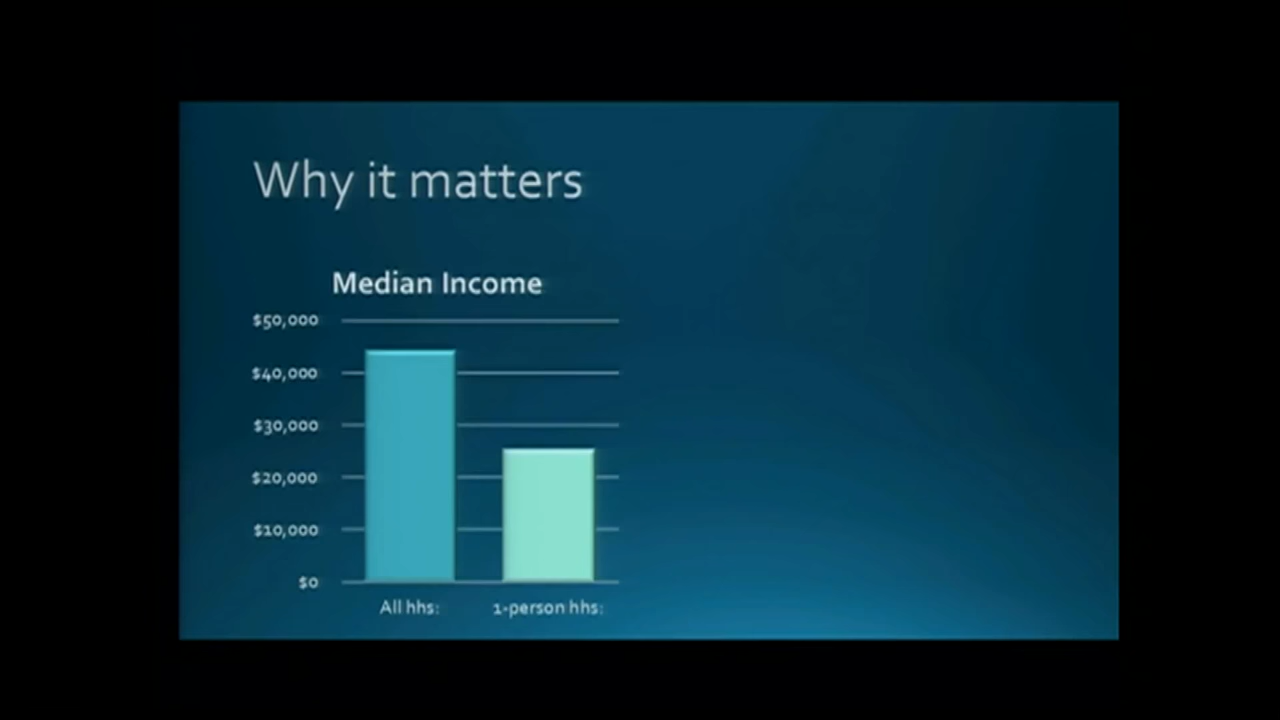 Why it matters
Median Income
$50,000
$40,000
$30,000
$20,000
$10,000
$0
All hhs:
1-person hhs: